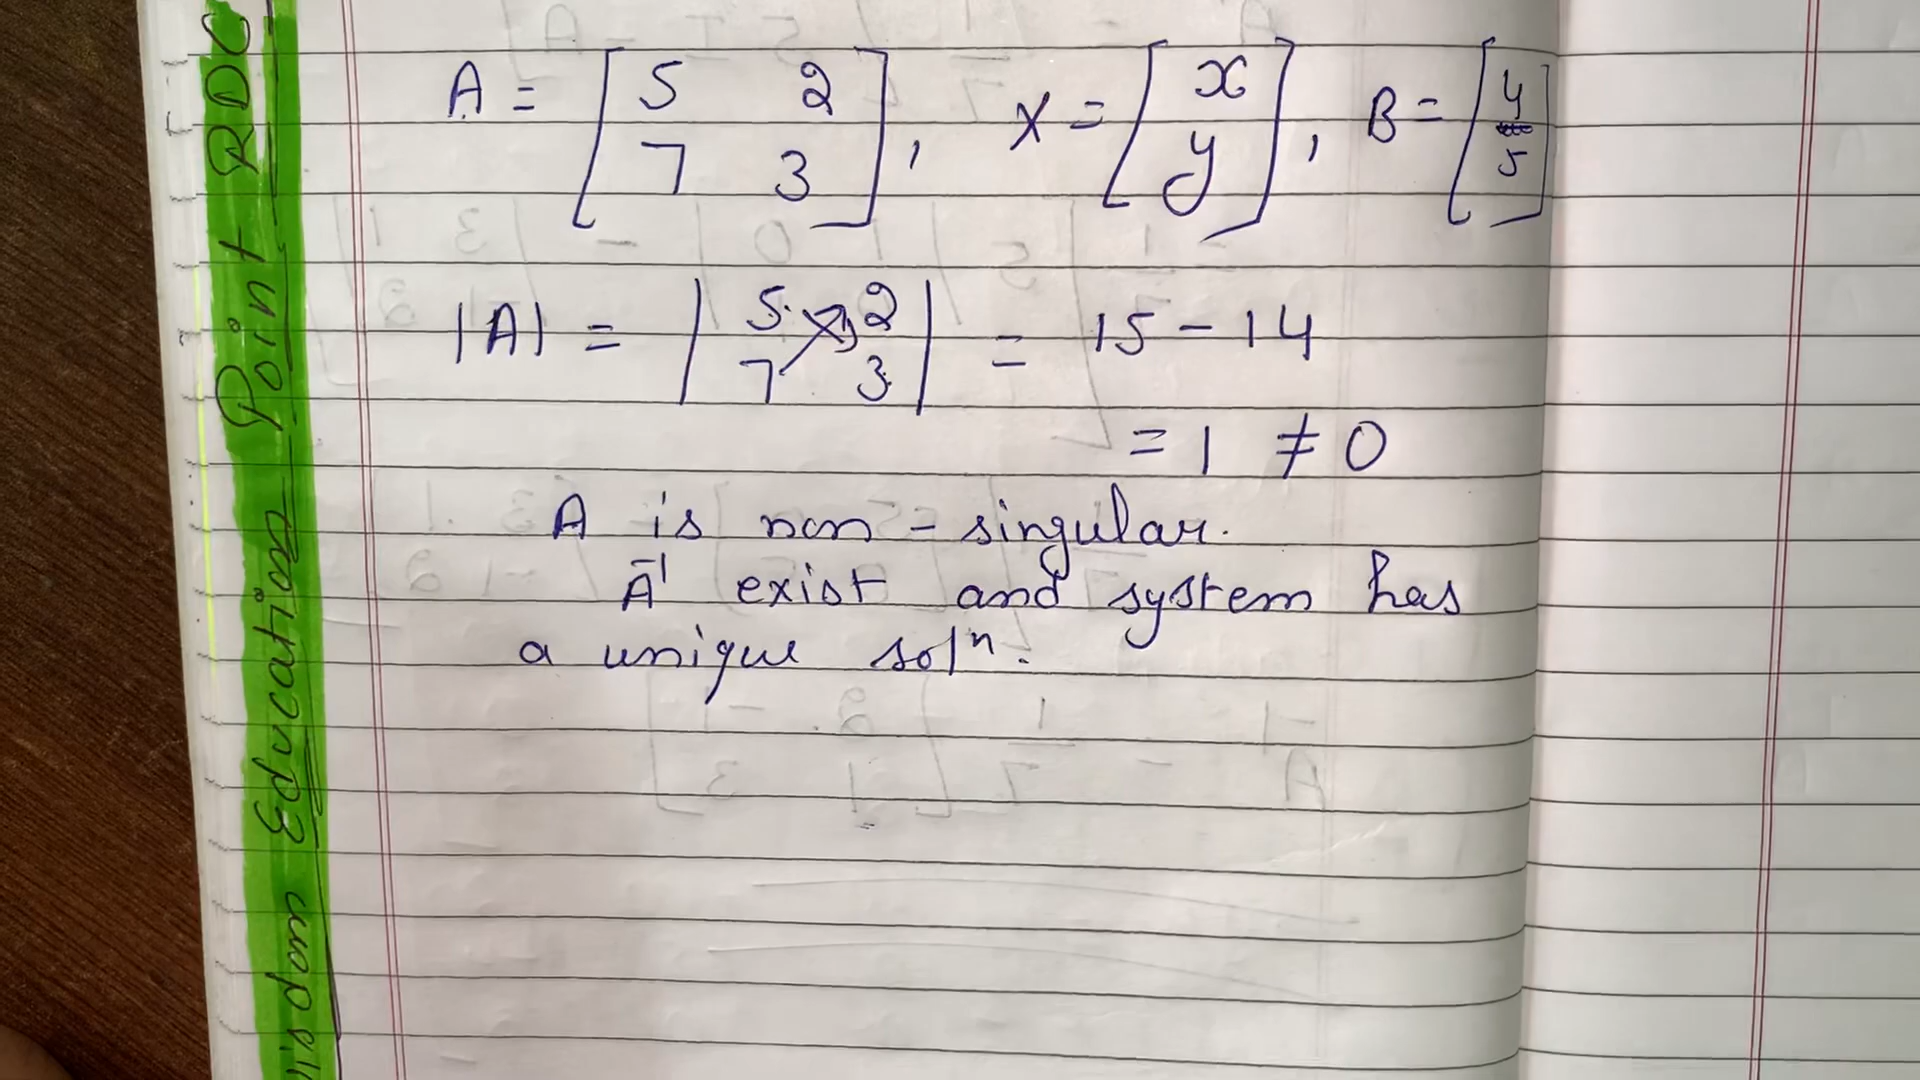 A = [ 5 2 7 3 ], X = [ x y ], B = [ 4 5 ]
|A| = | 5 2 7 3 | = 15 - 14
= 1 ≠ 0
A is non-singular.
A⁻¹ exist and system has
a unique solⁿ.
Education Point RDC